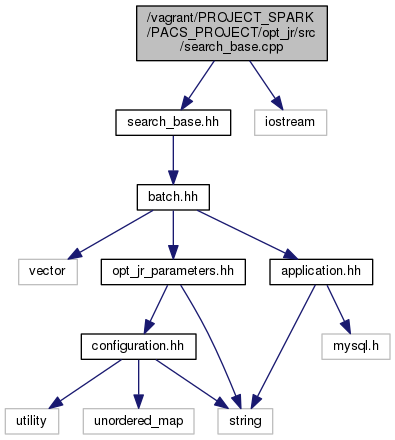 /vagrant/PROJECT_SPARK
/PACS_PROJECT/opt_jr/src
/search_base.cpp
search_base.hh
iostream
batch.hh
vector
opt_jr_parameters.hh
application.hh
configuration.hh
mysql.h
utility
unordered_map
string